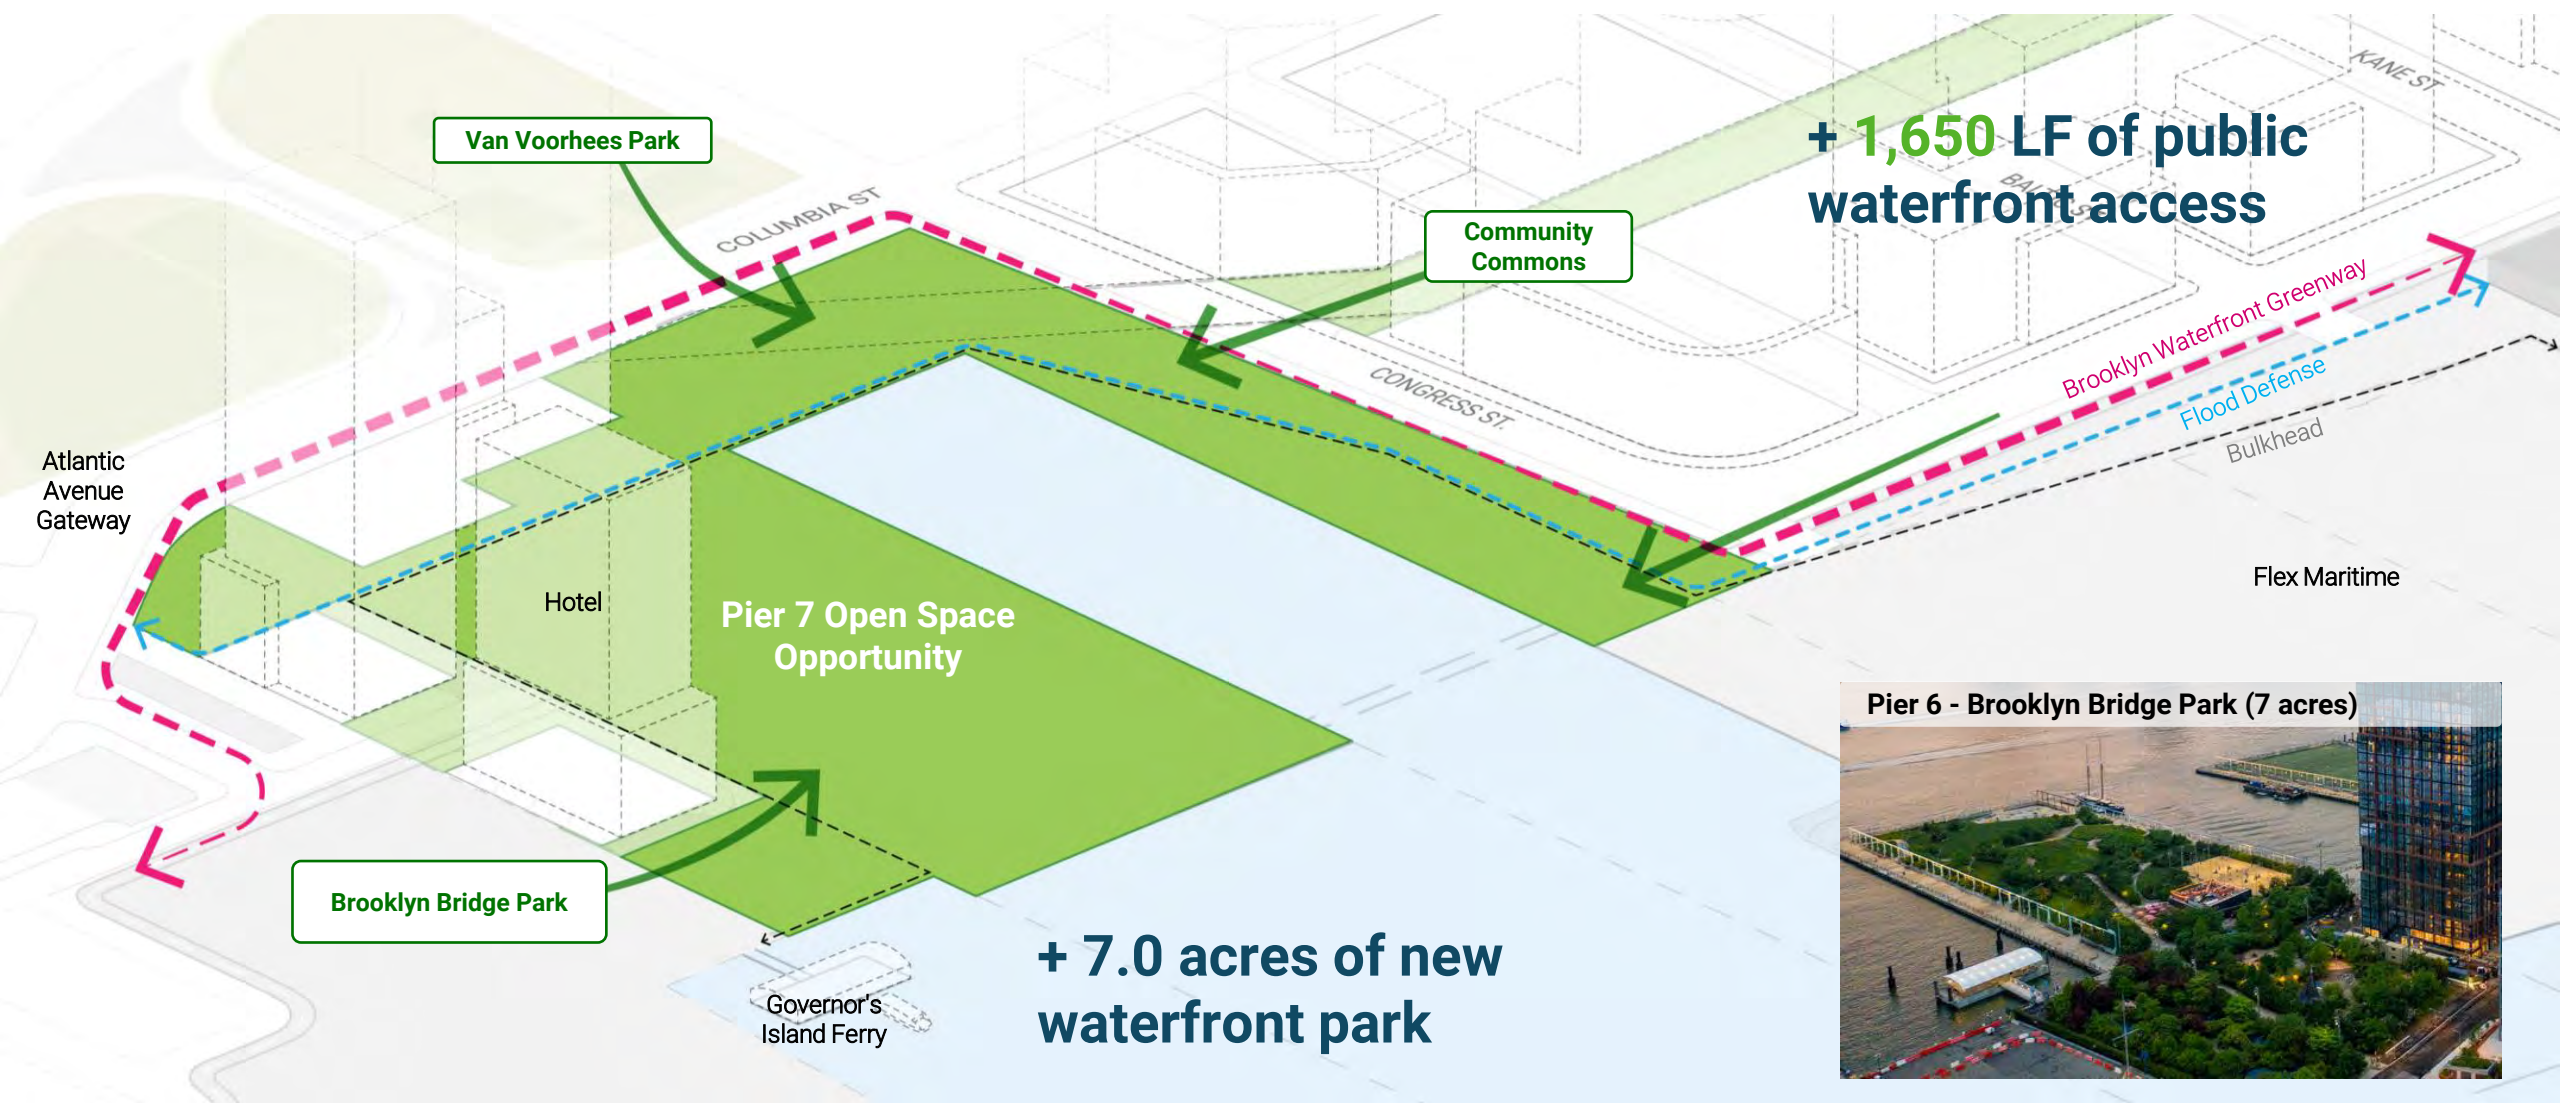 KANE ST
Van Voorhees Park
+ 1,650 LF of public
waterfront access
COLUMBIA ST
Community
Commons
Brooklyn Waterfront Greenway
Flood Defense
Bulkhead
CONGRESS ST.
Atlantic
Avenue
Gateway
Flex Maritime
Hotel
Pier 7 Open Space
Opportunity
Pier 6 - Brooklyn Bridge Park (7 acres)
Brooklyn Bridge Park
+ 7.0 acres of new
waterfront park
Governor's
Island Ferry